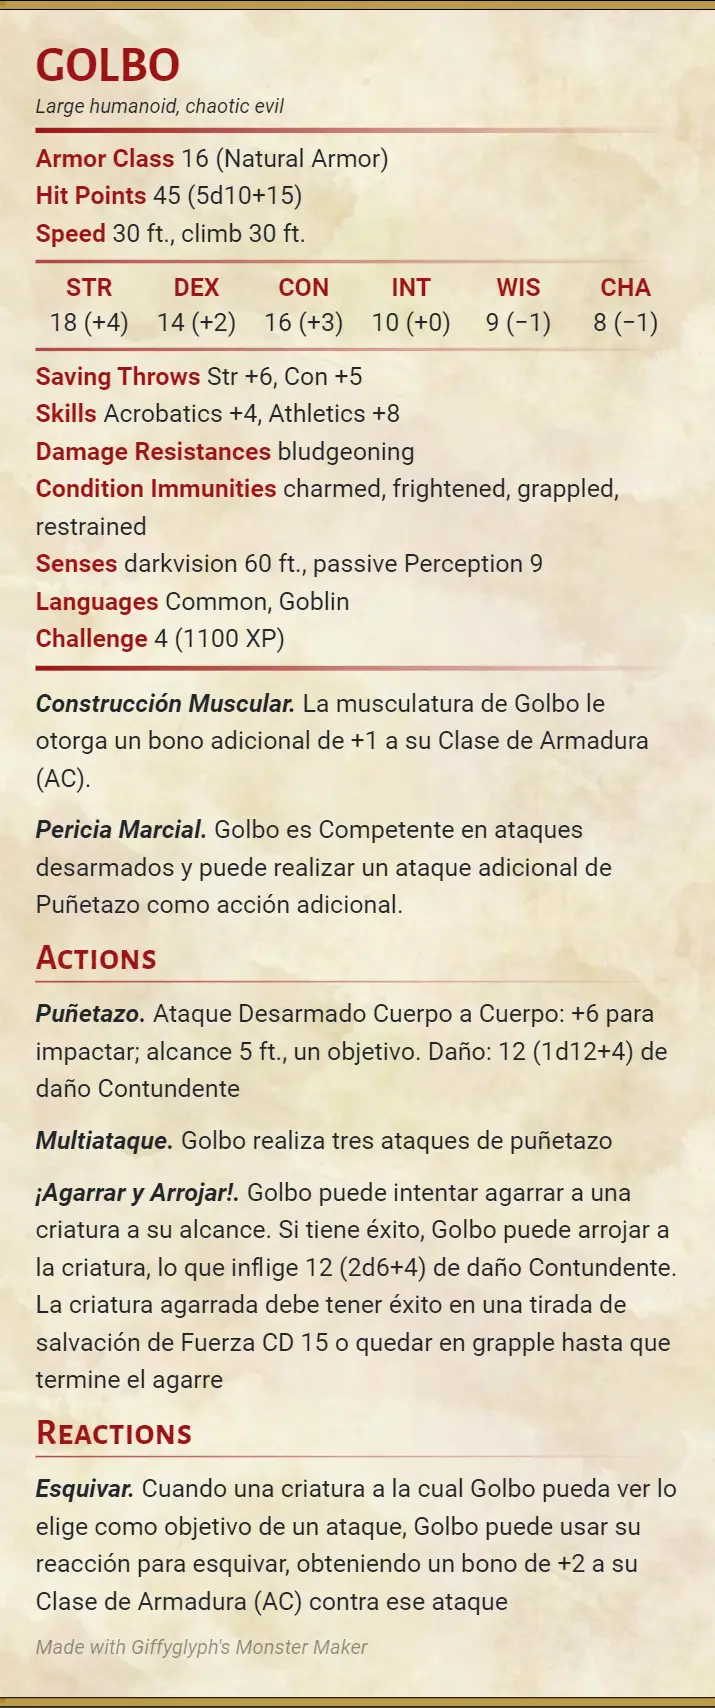 GOLBO
Large humanoid, chaotic evil
Armor Class 16 (Natural Armor)
Hit Points 45 (5d10+15)
Speed 30 ft., climb 30 ft.
STR DEX CON INT WIS CHA
18 (+4) 14 (+2) 16 (+3) 10 (+0) 9 (−1) 8 (−1)
Saving Throws Str +6, Con +5
Skills Acrobatics +4, Athletics +8
Damage Resistances bludgeoning
Condition Immunities charmed, frightened, grappled,
restrained
Senses darkvision 60 ft., passive Perception 9
Languages Common, Goblin
Challenge 4 (1100 XP)
Construcción Muscular. La musculatura de Golbo le
otorga un bono adicional de +1 a su Clase de Armadura
(AC).
Pericia Marcial. Golbo es Competente en ataques
desarmados y puede realizar un ataque adicional de
Puñetazo como acción adicional.
Actions
Puñetazo. Ataque Desarmado Cuerpo a Cuerpo: +6 para
impactar; alcance 5 ft., un objetivo. Daño: 12 (1d12+4) de
daño Contundente
Multiataque. Golbo realiza tres ataques de puñetazo
¡Agarrar y Arrojar!. Golbo puede intentar agarrar a una
criatura a su alcance. Si tiene éxito, Golbo puede arrojar a
la criatura, lo que inflige 12 (2d6+4) de daño Contundente.
La criatura agarrada debe tener éxito en una tirada de
salvación de Fuerza CD 15 o quedar en grapple hasta que
termine el agarre
Reactions
Esquivar. Cuando una criatura a la cual Golbo pueda ver lo
elige como objetivo de un ataque, Golbo puede usar su
reacción para esquivar, obteniendo un bono de +2 a su
Clase de Armadura (AC) contra ese ataque
Made with Giffyglyph's Monster Maker